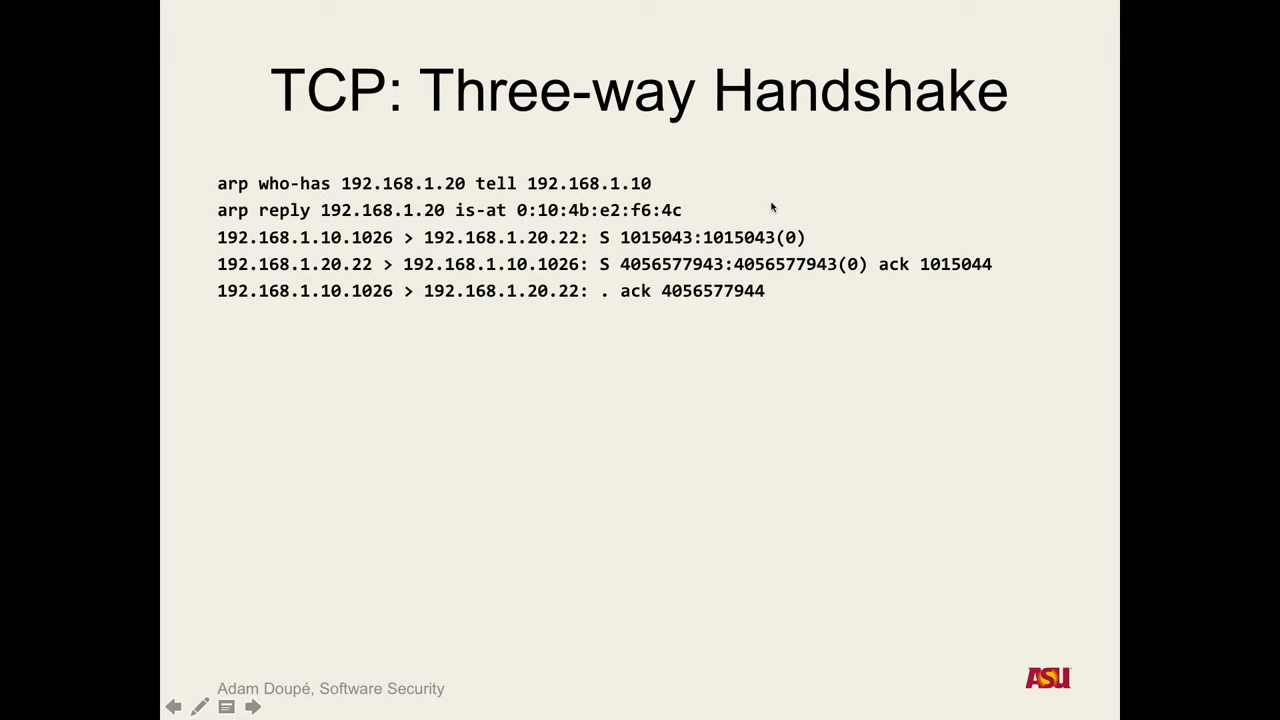 TCP: Three-way Handshake
arp who-has 192.168.1.20 tell 192.168.1.10
arp reply 192.168.1.20 is-at 0:10:4b:e2:f6:4c
192.168.1.10.1026 > 192.168.1.20.22: S 1015043:1015043(0)
192.168.1.20.22 > 192.168.1.10.1026: S 4056577943:4056577943(0) ack 1015044
192.168.1.10.1026 > 192.168.1.20.22: . ack 4056577944
Adam Doupé, Software Security
ASU